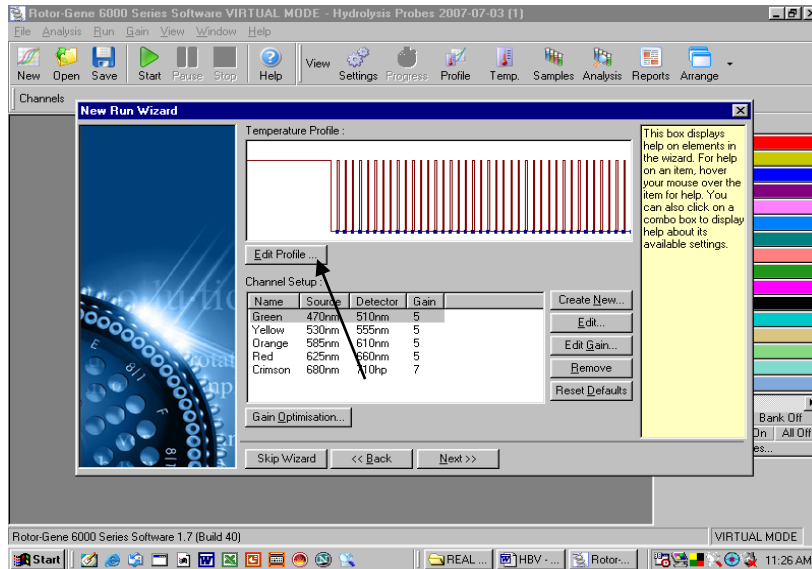 Rotor-Gene 6000 Series Software VIRTUAL MODE - Hydrolysis Probes 2007-07-03 (1)
File Analysis Run Gain View Window Help
New Open Save Start Pause Stop Help View Settings Progress Profile Temp. Samples Analysis Reports Arrange
Channels
New Run Wizard
Temperature Profile :
Edit Profile ...
Channel Setup :
Name Source Detector Gain
Green 470nm 510nm 5
Yellow 530nm 555nm 5
Orange 585nm 610nm 5
Red 625nm 660nm 5
Crimson 680nm 710hp 7
Create New...
Edit...
Edit Gain...
Remove
Reset Defaults
Gain Optimisation...
Skip Wizard << Back Next >>
This box displays
help on elements in
the wizard. For help
on an item, hover
your mouse over the
item for help. You
can also click on a
combo box to display
help about its
available settings.
Bank Off
On All Off
es...
Rotor-Gene 6000 Series Software 1.7 (Build 40)
VIRTUAL MODE
Start REAL ... HBV - ... Rotor-... 11:26 AM